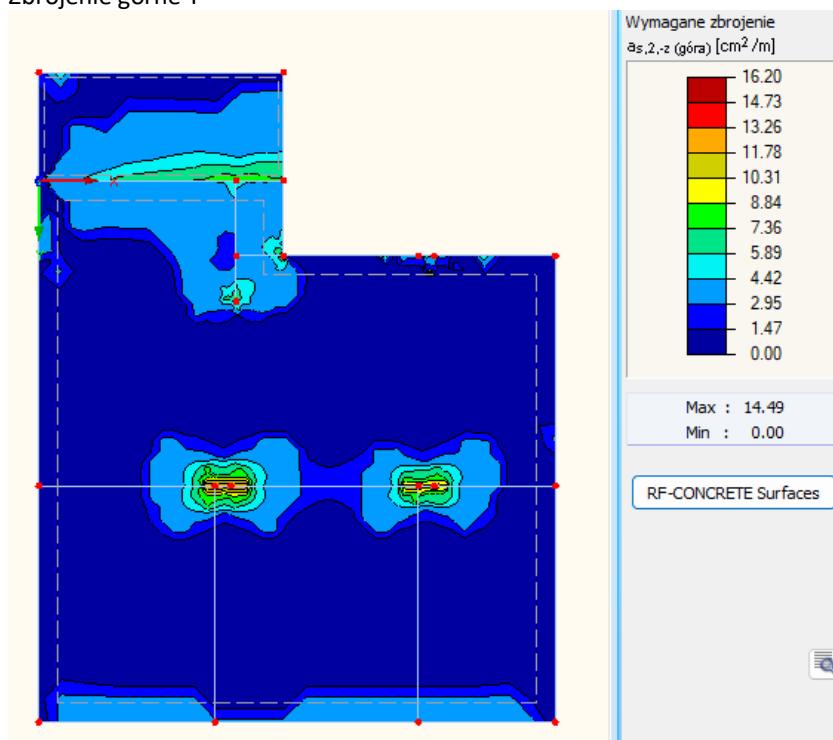 Zbrojenie górne Y
Wymagane zbrojenie
as,2,-z (góra) [cm²/m]
16.20
14.73
13.26
11.78
10.31
8.84
7.36
5.89
4.42
2.95
1.47
0.00
Max : 14.49
Min : 0.00
RF-CONCRETE Surfaces
x